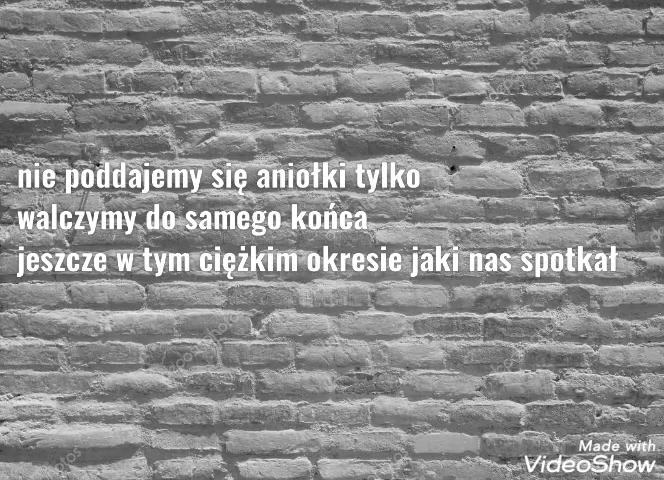 nie poddajemy się aniołki tylko
walczymy do samego końca
jeszcze w tym ciężkim okresie jaki nas spotkał
Made with
VideoShow